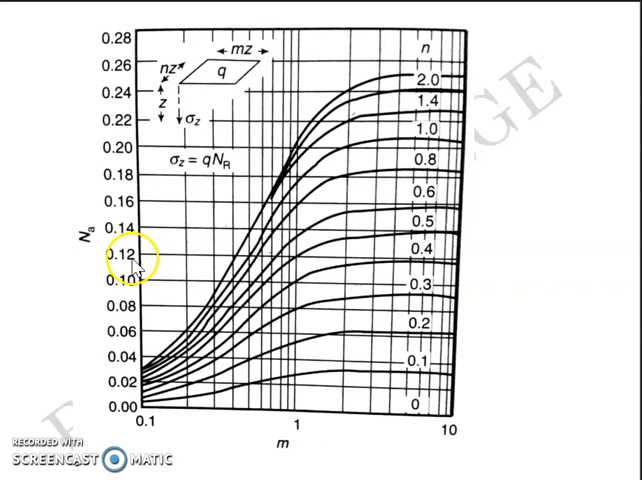 0.28
0.26
0.24
0.22
0.20
0.18
0.16
0.14
0.12
0.10
0.08
0.06
0.04
0.02
0.00
Na
mz
nz
q
z
σz
σz = qNR
n
2.0
1.4
1.0
0.8
0.6
0.5
0.4
0.3
0.2
0.1
0
0.1
1
10
m
RECORDED WITH
SCREENCAST MATIC